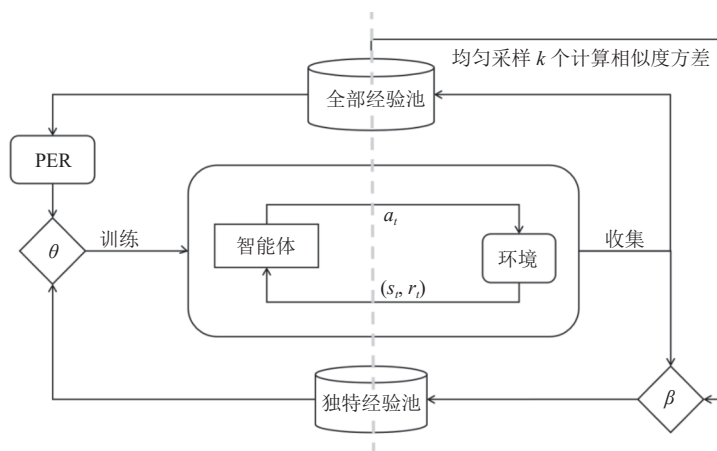 均匀采样 k 个计算相似度方差
全部经验池
PER
a_t
θ
训练
智能体
环境
收集
(s_t, r_t)
独特经验池
β